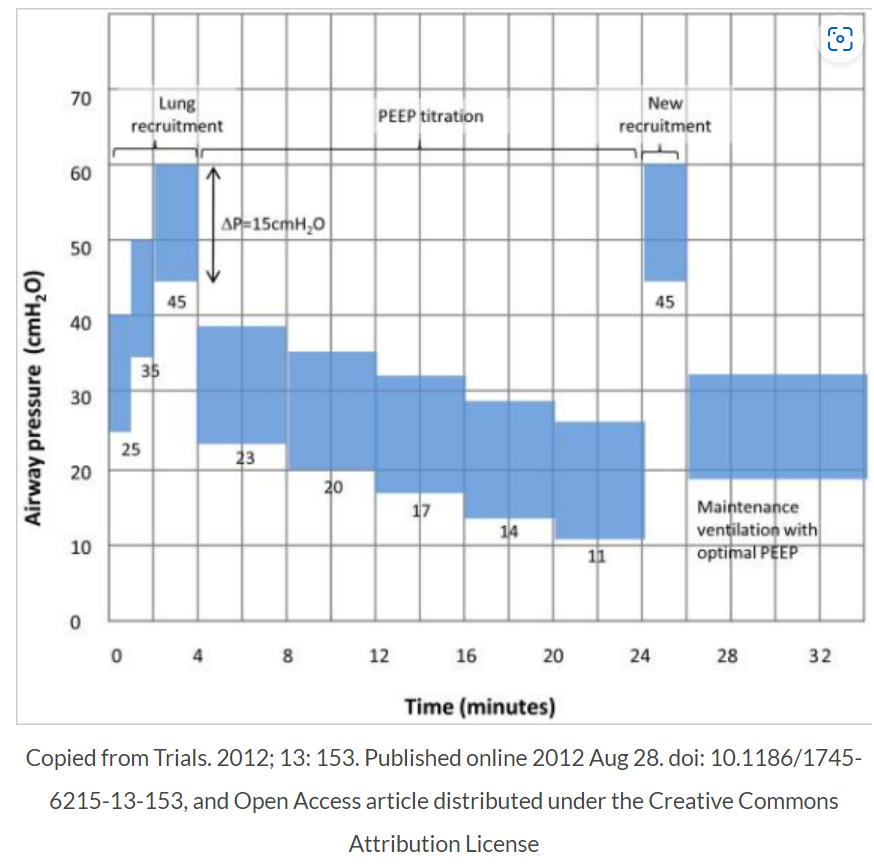 70
Lung
recruitment
PEEP titration
New
recruitment
60
ΔP=15cmH₂O
50
45
45
40
35
30
25
23
20
20
17
14
11
10
0
Maintenance
ventilation with
optimal PEEP
Airway pressure (cmH₂O)
0 4 8 12 16 20 24 28 32
Time (minutes)
Copied from Trials. 2012; 13: 153. Published online 2012 Aug 28. doi: 10.1186/1745-
6215-13-153, and Open Access article distributed under the Creative Commons
Attribution License